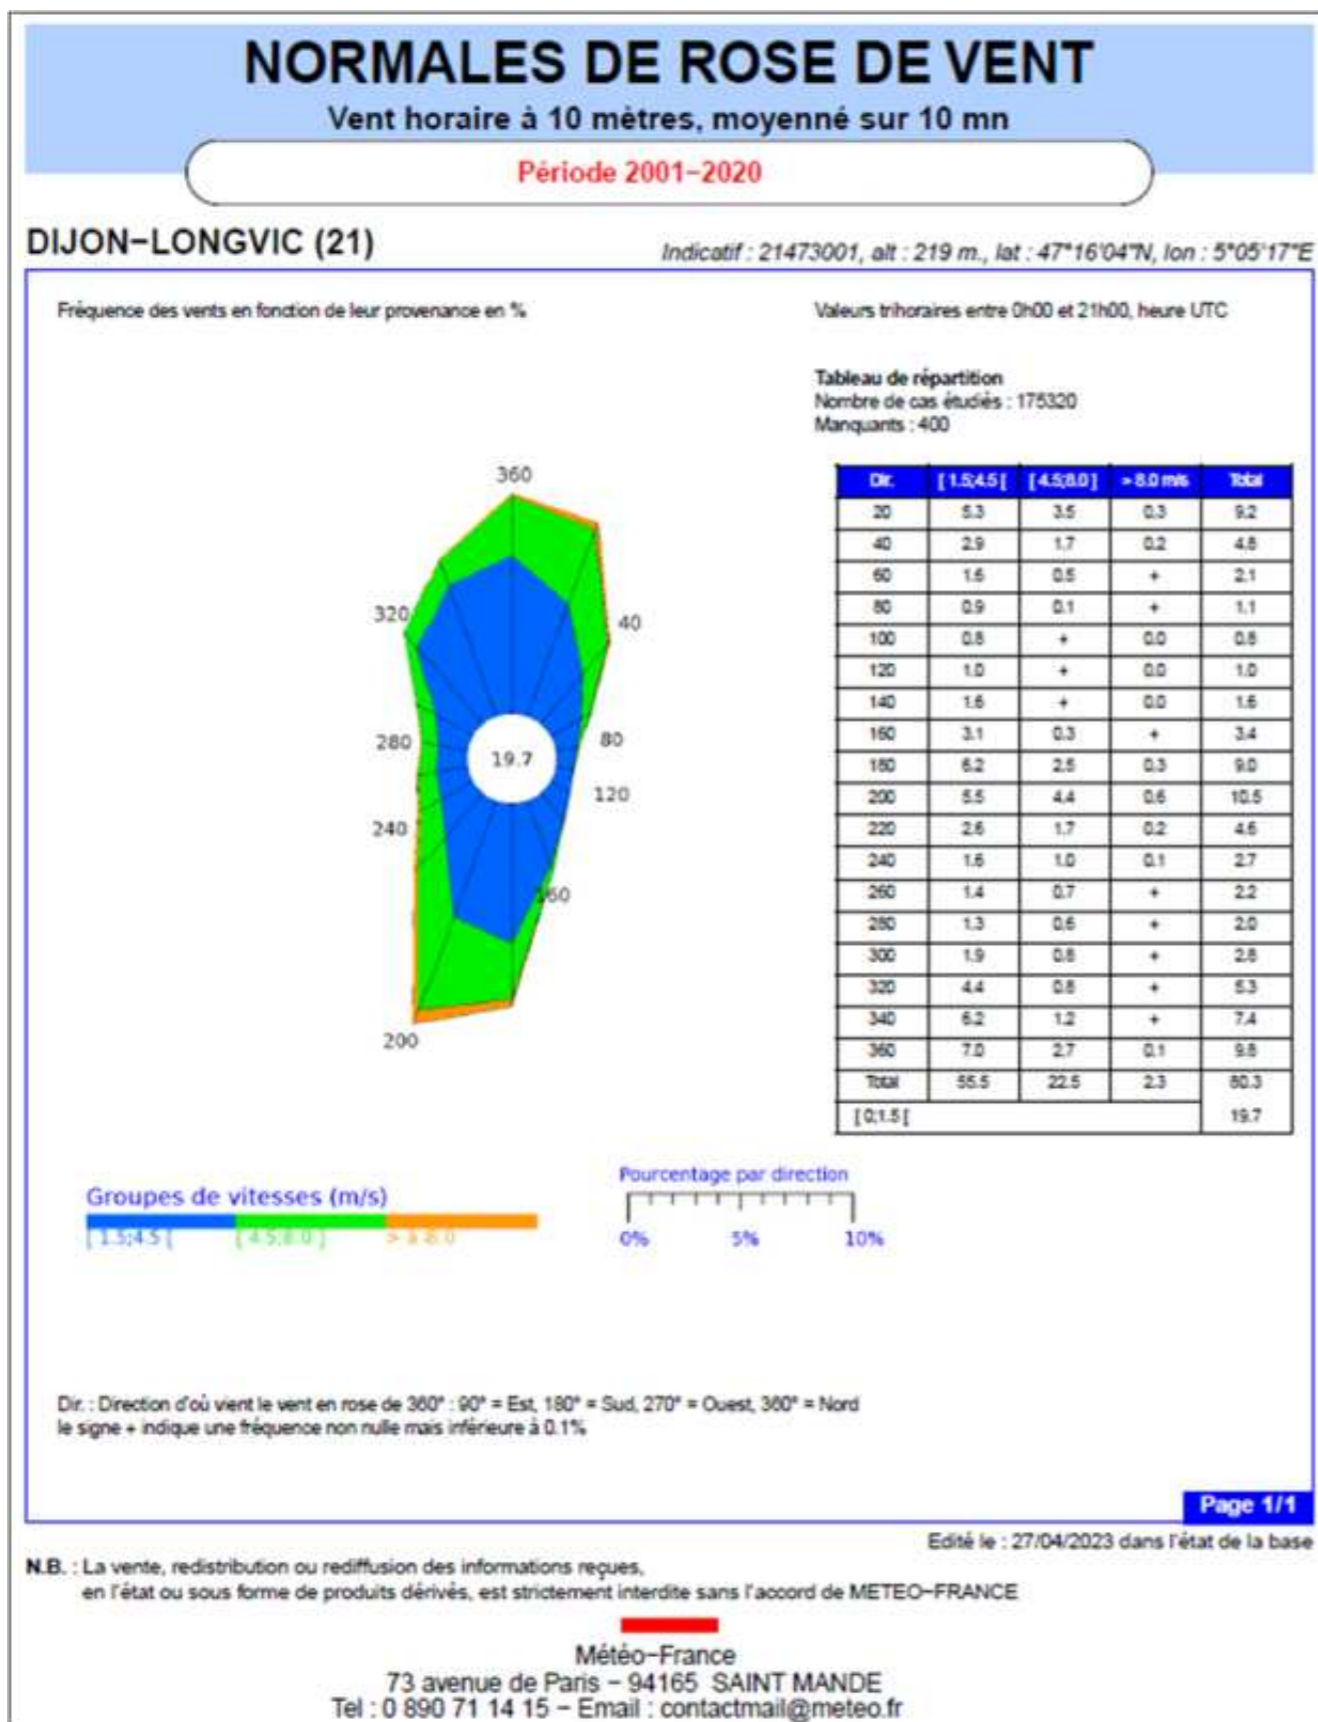 NORMALES DE ROSE DE VENT
Vent horaire à 10 mètres, moyenné sur 10 mn
Période 2001-2020
DIJON-LONGVIC (21)
Indicatif : 21473001, alt : 219 m., lat : 47°16'04"N, lon : 5°05'17"E
Fréquence des vents en fonction de leur provenance en %
Valeurs trihoraires entre 0h00 et 21h00, heure UTC
Tableau de répartition
Nombre de cas étudiés : 175320
Manquants : 400
360
40
80
120
160
200
240
280
320
19.7
Dir. [ 1.5;4.5 [ [ 4.5;8.0 ] > 8.0 m/s Total
20 5.3 3.5 0.3 9.2
40 2.9 1.7 0.2 4.8
60 1.6 0.5 + 2.1
80 0.9 0.1 + 1.1
100 0.8 + 0.0 0.8
120 1.0 + 0.0 1.0
140 1.6 + 0.0 1.6
160 3.1 0.3 + 3.4
180 6.2 2.5 0.3 9.0
200 5.5 4.4 0.6 10.5
220 2.6 1.7 0.2 4.6
240 1.6 1.0 0.1 2.7
260 1.4 0.7 + 2.2
280 1.3 0.6 + 2.0
300 1.9 0.8 + 2.8
320 4.4 0.8 + 5.3
340 6.2 1.2 + 7.4
360 7.0 2.7 0.1 9.8
Total 55.5 22.5 2.3 80.3
[ 0;1.5 [ 19.7
Groupes de vitesses (m/s)
[ 1.5;4.5 [ [ 4.5;8.0 ] > à 8.0
Pourcentage par direction
0% 5% 10%
Dir. : Direction d'où vient le vent en rose de 360° : 90° = Est, 180° = Sud, 270° = Ouest, 360° = Nord
le signe + indique une fréquence non nulle mais inférieure à 0.1%
Page 1/1
Edité le : 27/04/2023 dans l'état de la base
N.B. : La vente, redistribution ou rediffusion des informations reçues,
en l'état ou sous forme de produits dérivés, est strictement interdite sans l'accord de METEO-FRANCE
Météo-France
73 avenue de Paris - 94165 SAINT MANDE
Tel : 0 890 71 14 15 - Email : contactmail@meteo.fr